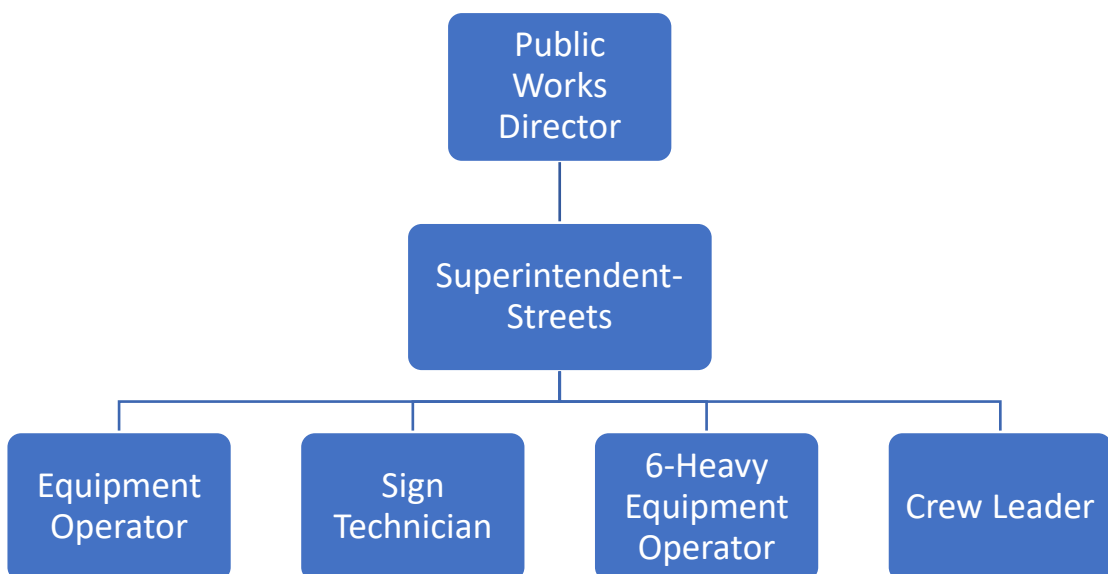 Public
Works
Director
Superintendent-
Streets
Equipment
Operator
Sign
Technician
6-Heavy
Equipment
Operator
Crew Leader